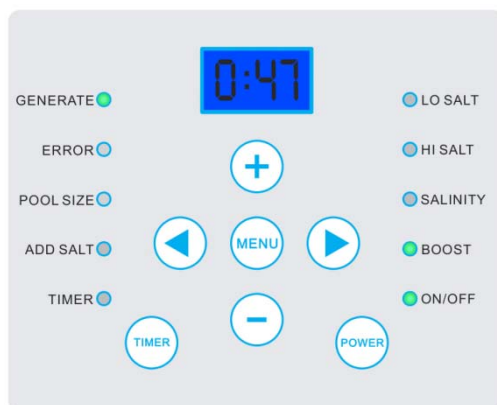 0:47
GENERATE
ERROR
POOL SIZE
ADD SALT
TIMER
LO SALT
HI SALT
SALINITY
BOOST
ON/OFF
+
MENU
−
TIMER
POWER